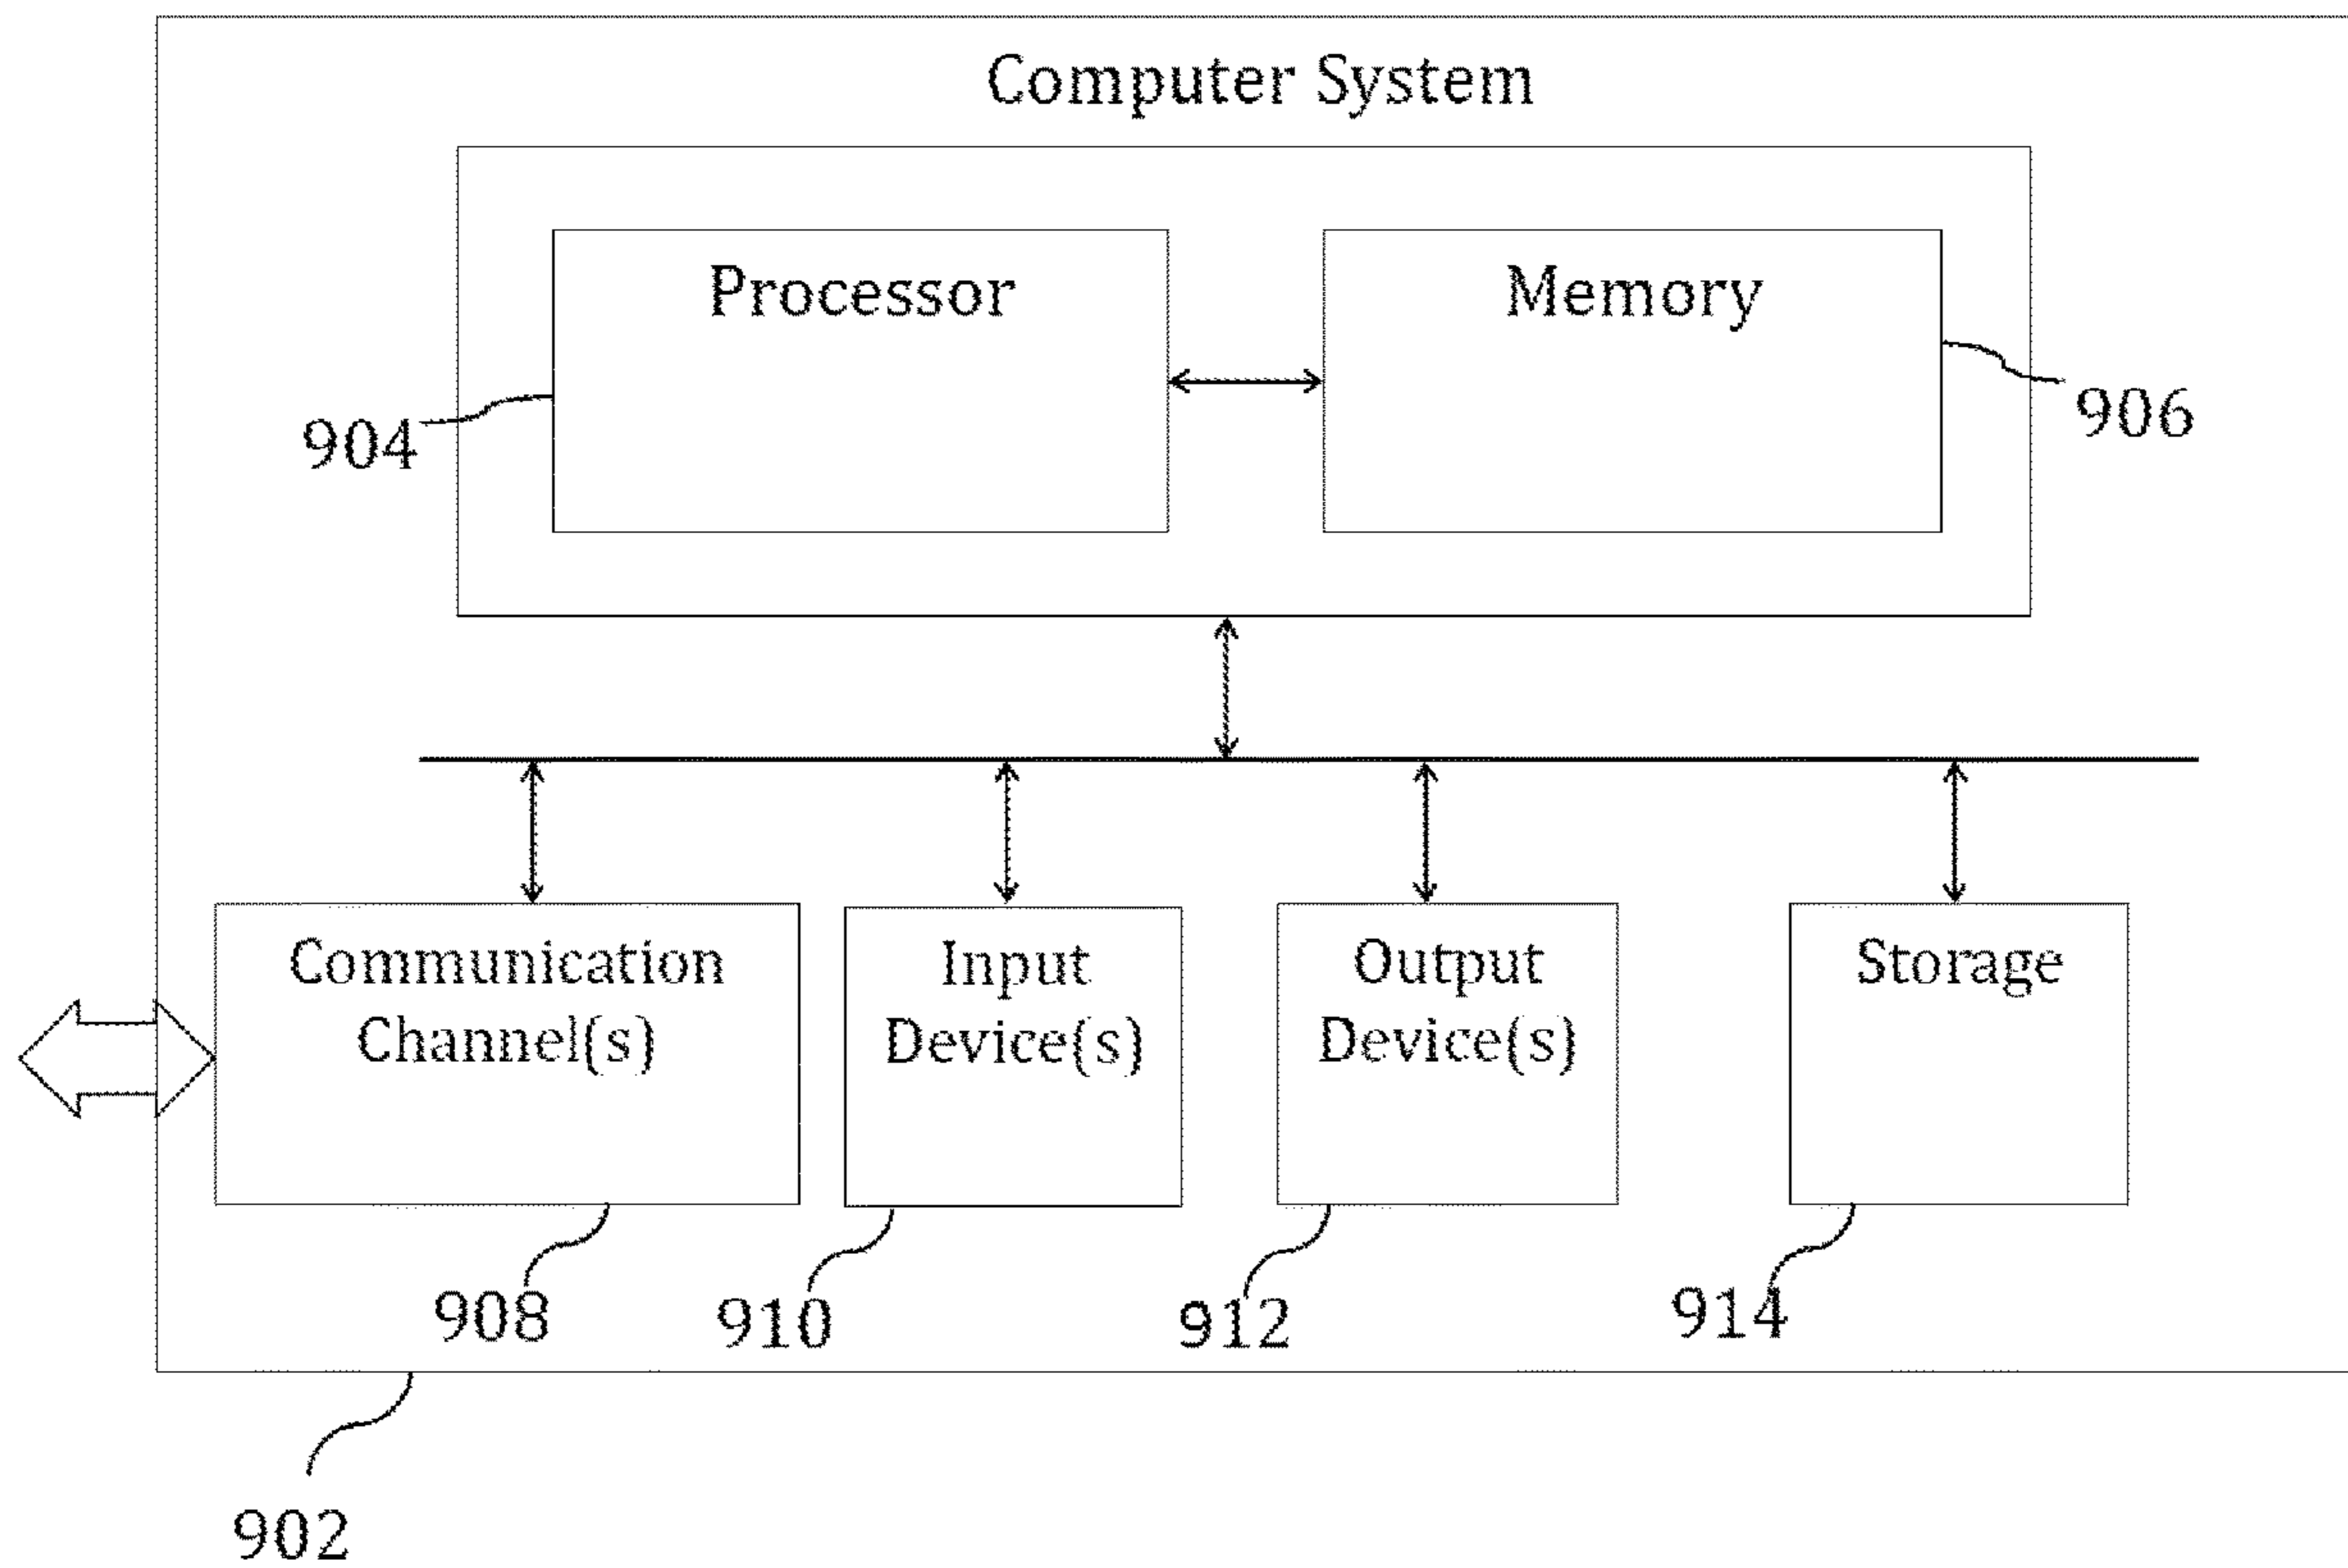 Computer System
Processor
Memory
904
906
Communication
Channel(s)
Input
Device(s)
Output
Device(s)
Storage
908
910
912
914
902